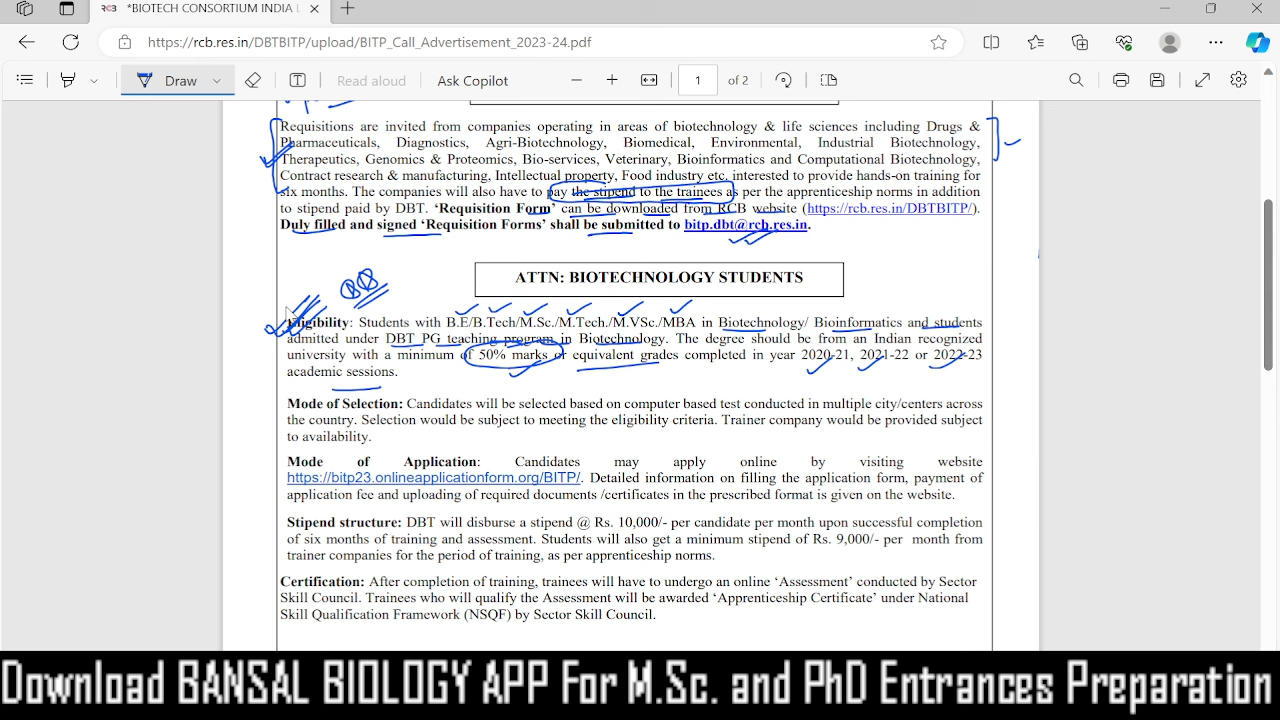 *BIOTECH CONSORTIUM INDIA L
https://rcb.res.in/DBTBITP/upload/BITP_Call_Advertisement_2023-24.pdf
Draw
Read aloud
Ask Copilot
1
of 2
Requisitions are invited from companies operating in areas of biotechnology & life sciences including Drugs &
Pharmaceuticals, Diagnostics, Agri-Biotechnology, Biomedical, Environmental, Industrial Biotechnology,
Therapeutics, Genomics & Proteomics, Bio-services, Veterinary, Bioinformatics and Computational Biotechnology,
Contract research & manufacturing, Intellectual property, Food industry etc. interested to provide hands-on training for
six months. The companies will also have to pay the stipend to the trainees as per the apprenticeship norms in addition
to stipend paid by DBT. ‘Requisition Form’ can be downloaded from RCB website (https://rcb.res.in/DBTBITP/).
Duly filled and signed ‘Requisition Forms’ shall be submitted to bitp.dbt@rcb.res.in.
ATTN: BIOTECHNOLOGY STUDENTS
Eligibility: Students with B.E/B.Tech/M.Sc./M.Tech./M.VSc./MBA in Biotechnology/ Bioinformatics and students
admitted under DBT PG teaching program in Biotechnology. The degree should be from an Indian recognized
university with a minimum of 50% marks or equivalent grades completed in year 2020-21, 2021-22 or 2022-23
academic sessions.
Mode of Selection: Candidates will be selected based on computer based test conducted in multiple city/centers across
the country. Selection would be subject to meeting the eligibility criteria. Trainer company would be provided subject
to availability.
Mode of Application: Candidates may apply online by visiting website
https://bitp23.onlineapplicationform.org/BITP/. Detailed information on filling the application form, payment of
application fee and uploading of required documents /certificates in the prescribed format is given on the website.
Stipend structure: DBT will disburse a stipend @ Rs. 10,000/- per candidate per month upon successful completion
of six months of training and assessment. Students will also get a minimum stipend of Rs. 9,000/- per month from
trainer companies for the period of training, as per apprenticeship norms.
Certification: After completion of training, trainees will have to undergo an online ‘Assessment’ conducted by Sector
Skill Council. Trainees who will qualify the Assessment will be awarded ‘Apprenticeship Certificate’ under National
Skill Qualification Framework (NSQF) by Sector Skill Council.
Download BANSAL BIOLOGY APP For M.Sc. and PhD Entrances Preparation